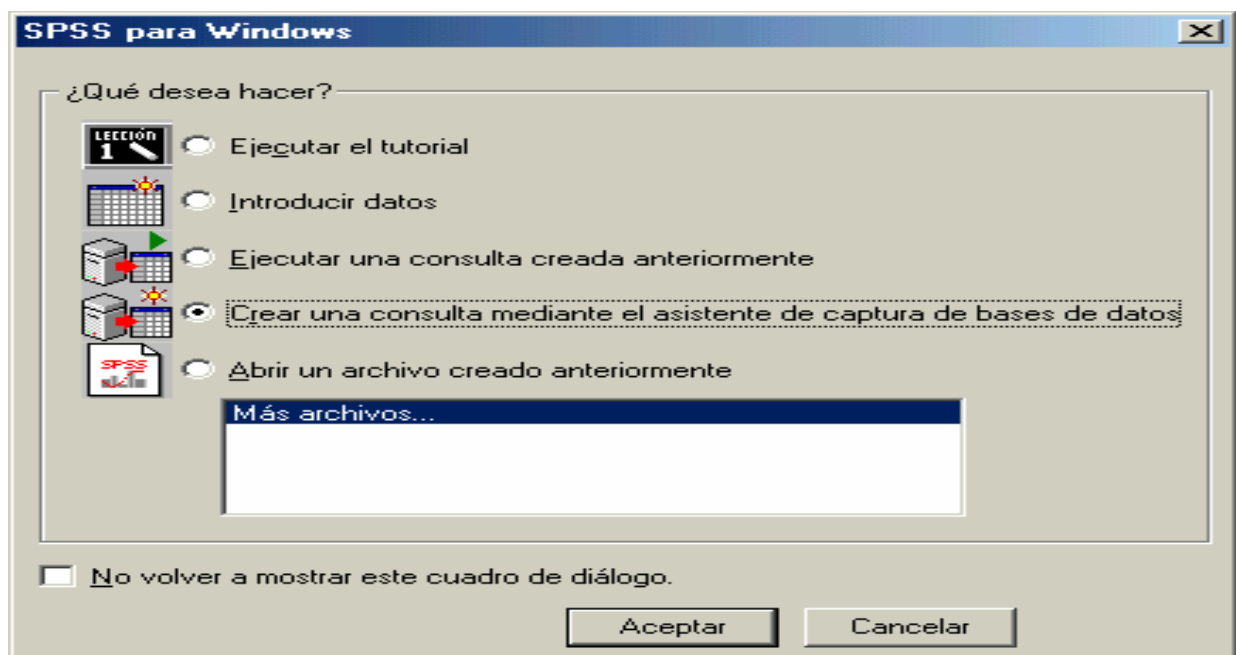 SPSS para Windows
¿Qué desea hacer?
LECCIÓN
1
Ejecutar el tutorial
Introducir datos
Ejecutar una consulta creada anteriormente
Crear una consulta mediante el asistente de captura de bases de datos
SPSS
Abrir un archivo creado anteriormente
Más archivos...
No volver a mostrar este cuadro de diálogo.
Aceptar Cancelar